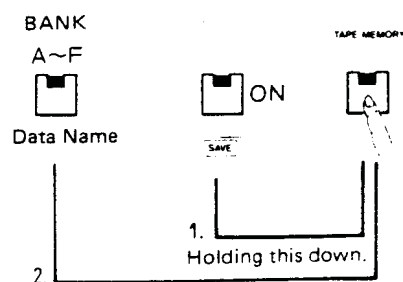 BANK
A~F
Data Name
ON
SAVE
TAPE MEMORY
1.
Holding this down.
2.